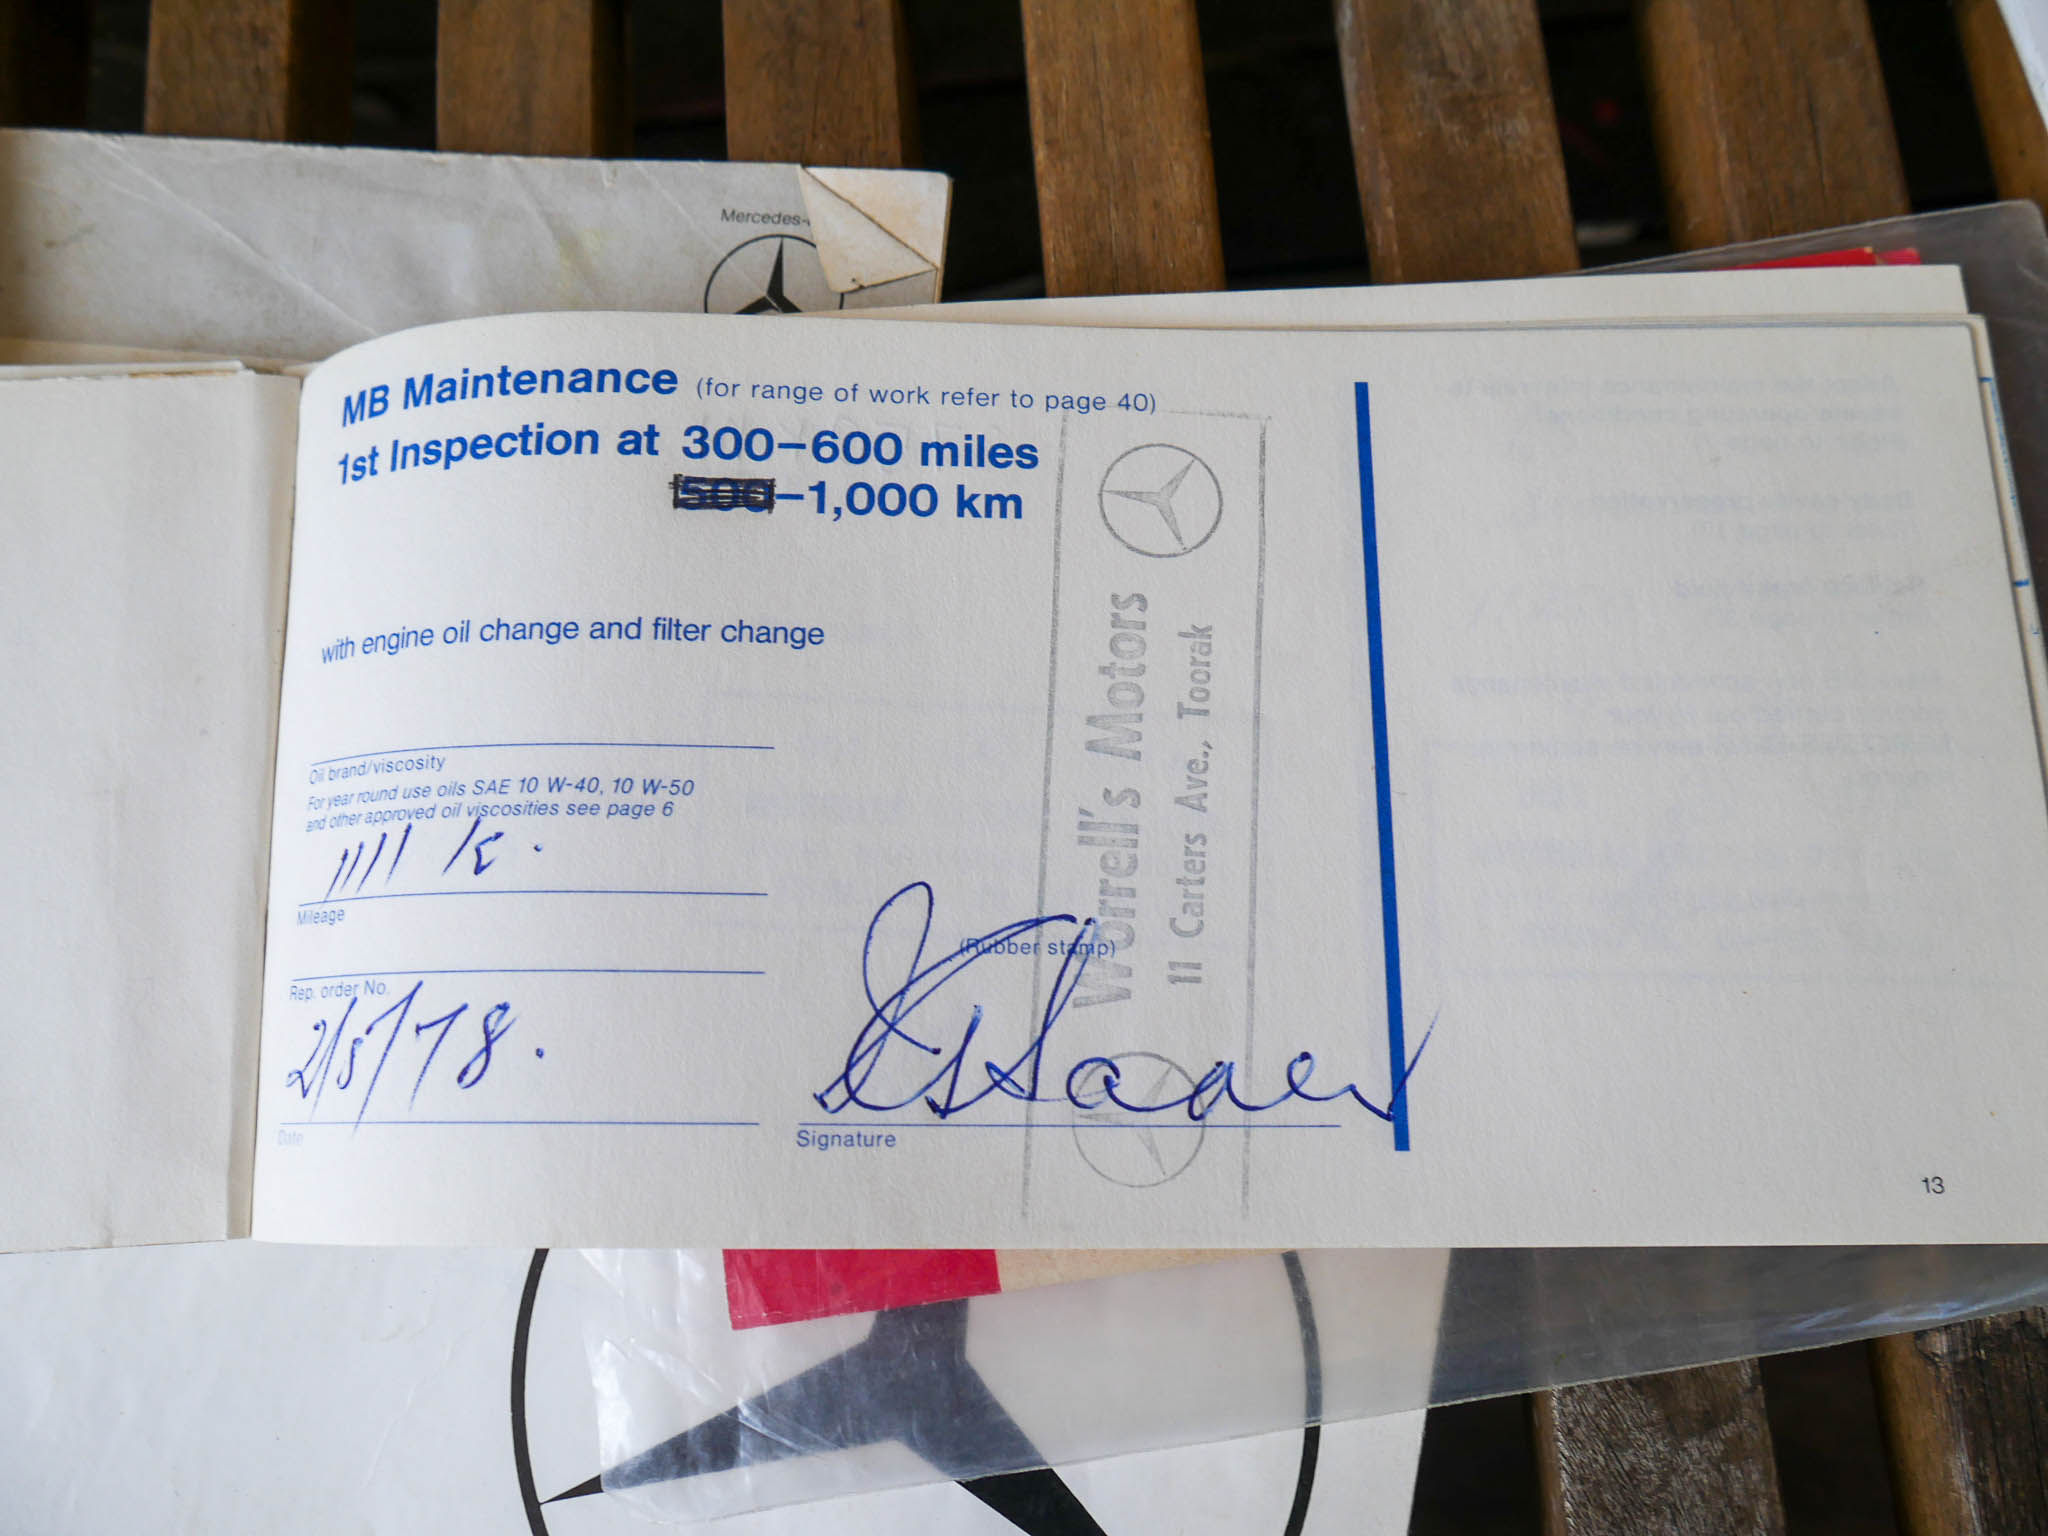 Mercedes-
MB Maintenance (for range of work refer to page 40)
1st Inspection at 300–600 miles
500–1,000 km
with engine oil change and filter change
Oil brand/viscosity
For year round use oils SAE 10 W-40, 10 W-50
and other approved oil viscosities see page 6
1111 k.
Mileage
Rep. order No.
2/5/78.
Date
(Rubber stamp)
Signature
Worrell's Motors
11 Carters Ave., Toorak
13